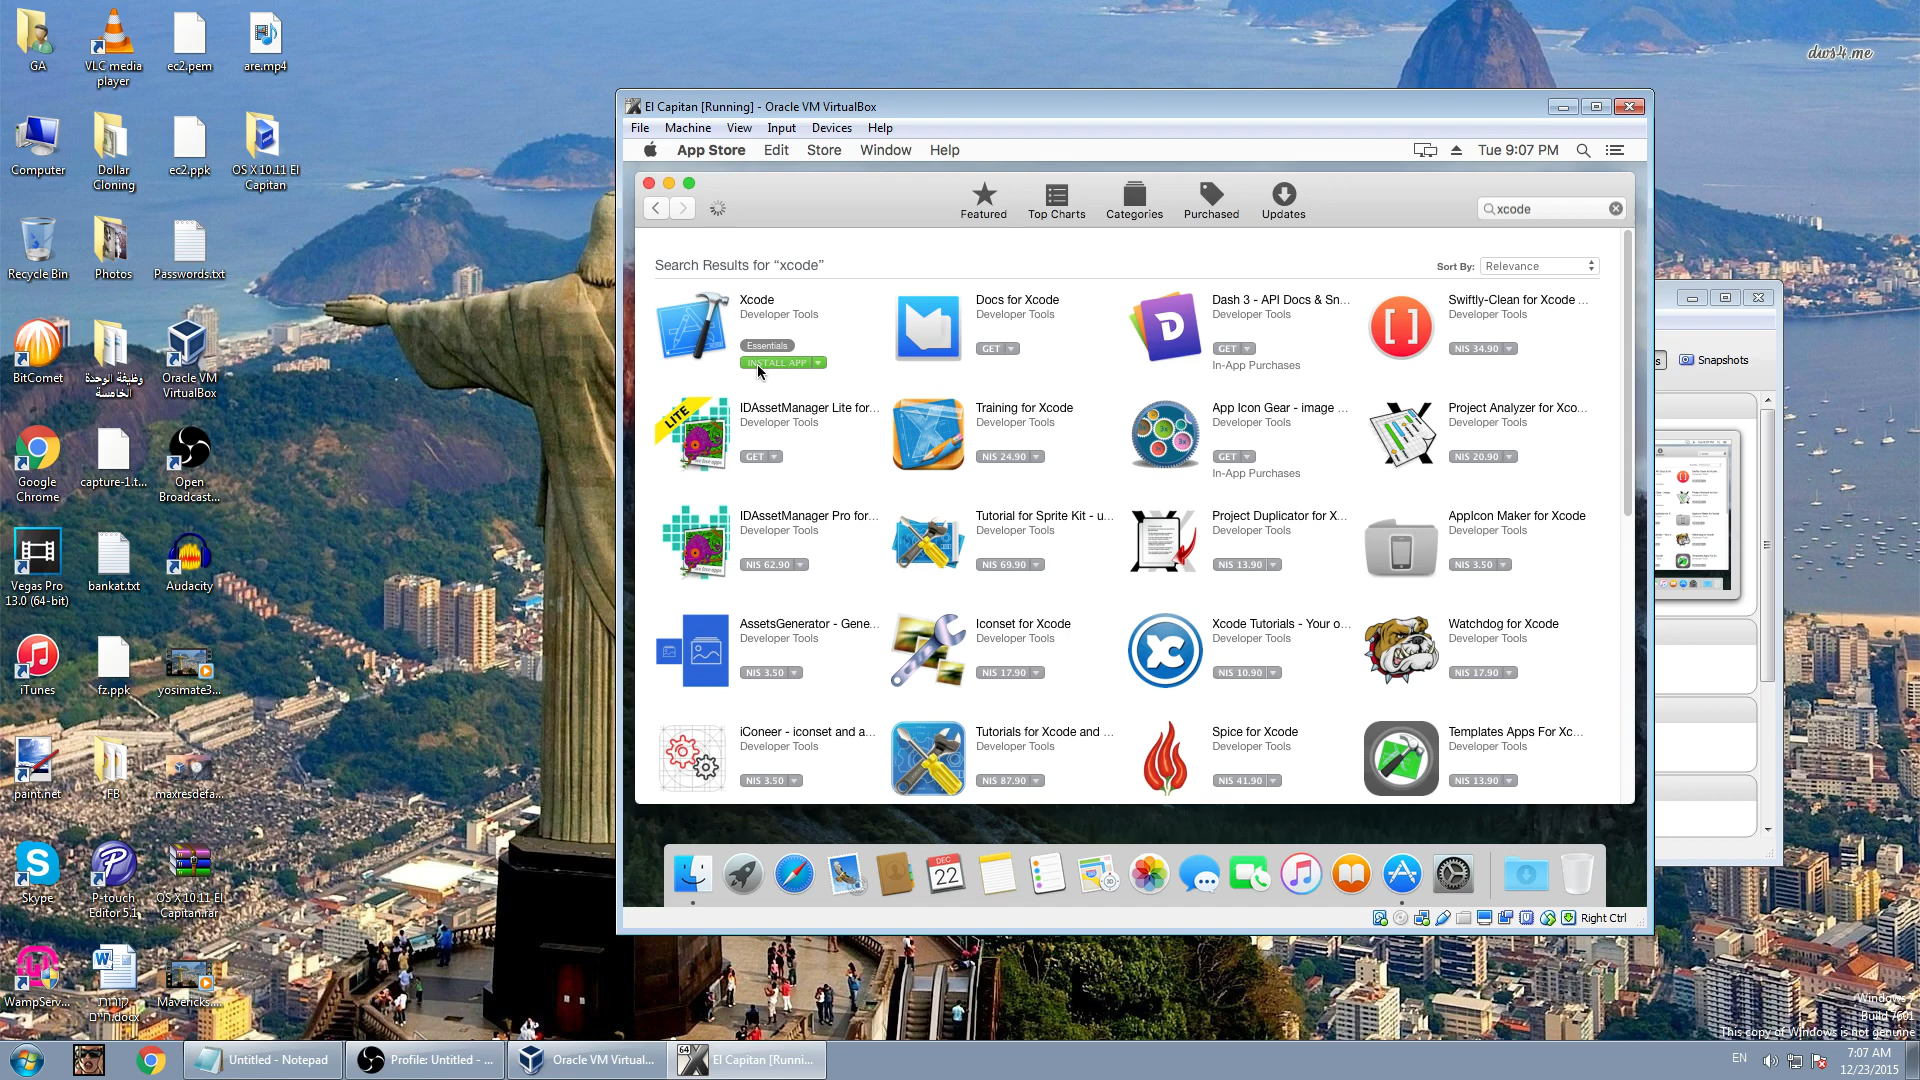 GA
VLC media
player
ec2.pem
are.mp4
dws4.me
Computer
Dollar
Cloning
ec2.ppk
OS X 10.11 El
Capitan
Recycle Bin
Photos
Passwords.txt
BitComet
وظيفة الوحدة
الخامسة
Oracle VM
VirtualBox
Google
Chrome
capture-1.t...
Open
Broadcast...
Vegas Pro
13.0 (64-bit)
bankat.txt
Audacity
iTunes
fz.ppk
yosimate3...
paint.net
FB
maxresdefa...
Skype
P-touch
Editor 5.1
OS X 10.11 El
Capitan.rar
WampServ...
קורות
חיים.docx
Mavericks....
El Capitan [Running] - Oracle VM VirtualBox
File Machine View Input Devices Help
App Store Edit Store Window Help
Tue 9:07 PM
Featured Top Charts Categories Purchased Updates
xcode
Search Results for “xcode”
Sort By: Relevance
Xcode
Developer Tools
Essentials
INSTALL APP
Docs for Xcode
Developer Tools
GET
Dash 3 - API Docs & Sn...
Developer Tools
GET
In-App Purchases
Swiftly-Clean for Xcode ...
Developer Tools
NIS 34.90
LITE
IDAssetManager Lite for...
Developer Tools
GET
Training for Xcode
Developer Tools
NIS 24.90
App Icon Gear - image ...
Developer Tools
GET
In-App Purchases
Project Analyzer for Xco...
Developer Tools
NIS 20.90
IDAssetManager Pro for...
Developer Tools
NIS 62.90
Tutorial for Sprite Kit - u...
Developer Tools
NIS 69.90
Project Duplicator for X...
Developer Tools
NIS 13.90
AppIcon Maker for Xcode
Developer Tools
NIS 3.50
AssetsGenerator - Gene...
Developer Tools
NIS 3.50
Iconset for Xcode
Developer Tools
NIS 17.90
Xcode Tutorials - Your o...
Developer Tools
NIS 10.90
Watchdog for Xcode
Developer Tools
NIS 17.90
iConeer - iconset and a...
Developer Tools
NIS 3.50
Tutorials for Xcode and ...
Developer Tools
NIS 87.90
Spice for Xcode
Developer Tools
NIS 41.90
Templates Apps For Xc...
Developer Tools
NIS 13.90
DEC
22
Right Ctrl
Snapshots
Windows 7
Build 7601
This copy of Windows is not genuine
Untitled - Notepad
Profile: Untitled - ...
Oracle VM Virtual...
64
El Capitan [Runni...
EN
7:07 AM
12/23/2015